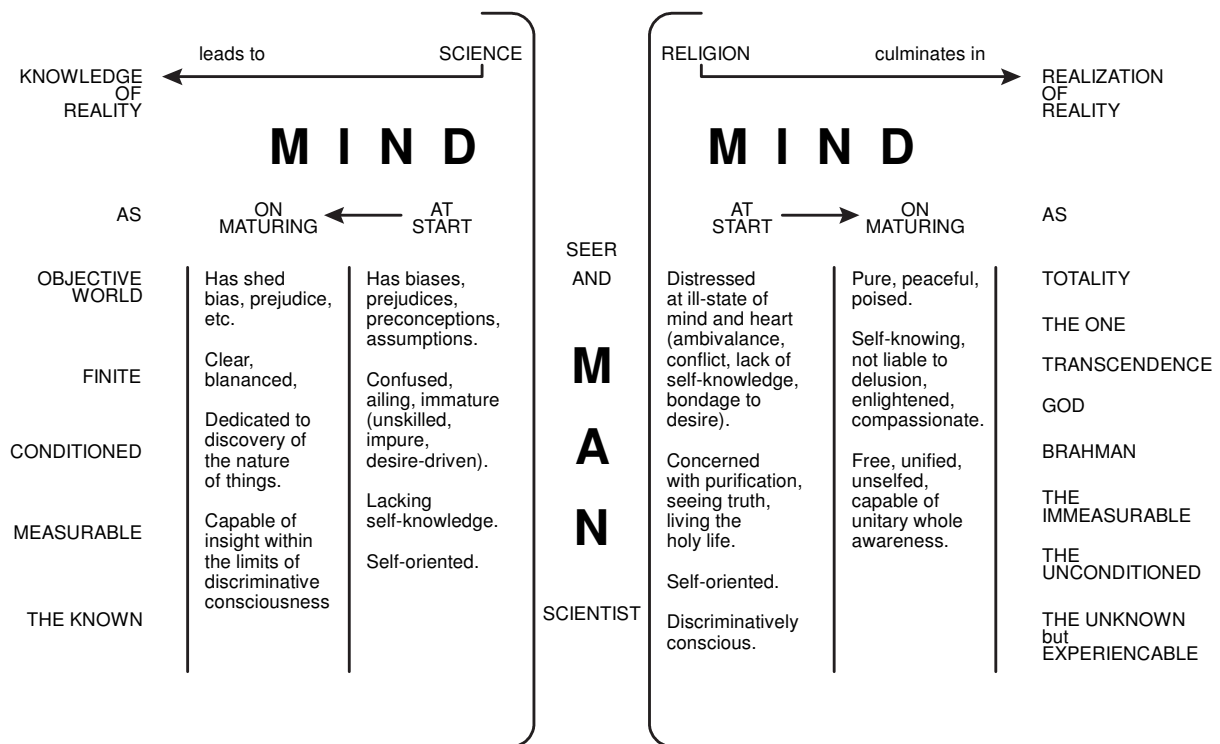 leads to
SCIENCE
KNOWLEDGE
OF
REALITY
M I N D
AS
ON
MATURING
AT
START
OBJECTIVE
WORLD
FINITE
CONDITIONED
MEASURABLE
THE KNOWN
Has shed
bias, prejudice,
etc.
Clear,
blananced,
Dedicated to
discovery of
the nature
of things.
Capable of
insight within
the limits of
discriminative
consciousness
Has biases,
prejudices,
preconceptions,
assumptions.
Confused,
ailing, immature
(unskilled,
impure,
desire-driven).
Lacking
self-knowledge.
Self-oriented.
SEER
AND
M
A
N
SCIENTIST
RELIGION
culminates in
REALIZATION
OF
REALITY
M I N D
AT
START
ON
MATURING
AS
Distressed
at ill-state of
mind and heart
(ambivalance,
conflict, lack of
self-knowledge,
bondage to
desire).
Concerned
with purification,
seeing truth,
living the
holy life.
Self-oriented.
Discriminatively
conscious.
Pure, peaceful,
poised.
Self-knowing,
not liable to
delusion,
enlightened,
compassionate.
Free, unified,
unselfed,
capable of
unitary whole
awareness.
TOTALITY
THE ONE
TRANSCENDENCE
GOD
BRAHMAN
THE
IMMEASURABLE
THE
UNCONDITIONED
THE UNKNOWN
but
EXPERIENCABLE